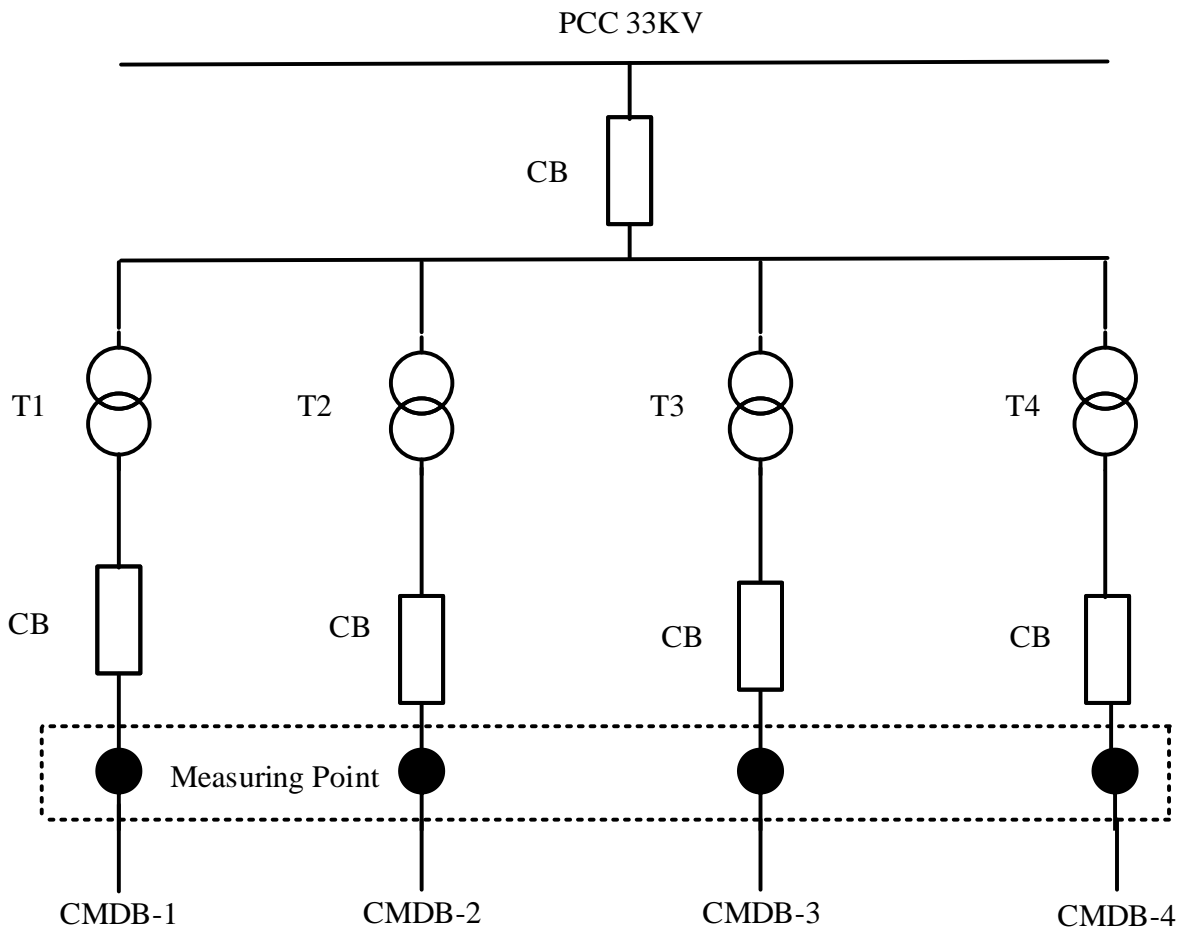 PCC 33KV
CB
T1
T2
T3
T4
CB
CB
CB
CB
Measuring Point
CMDB-1
CMDB-2
CMDB-3
CMDB-4